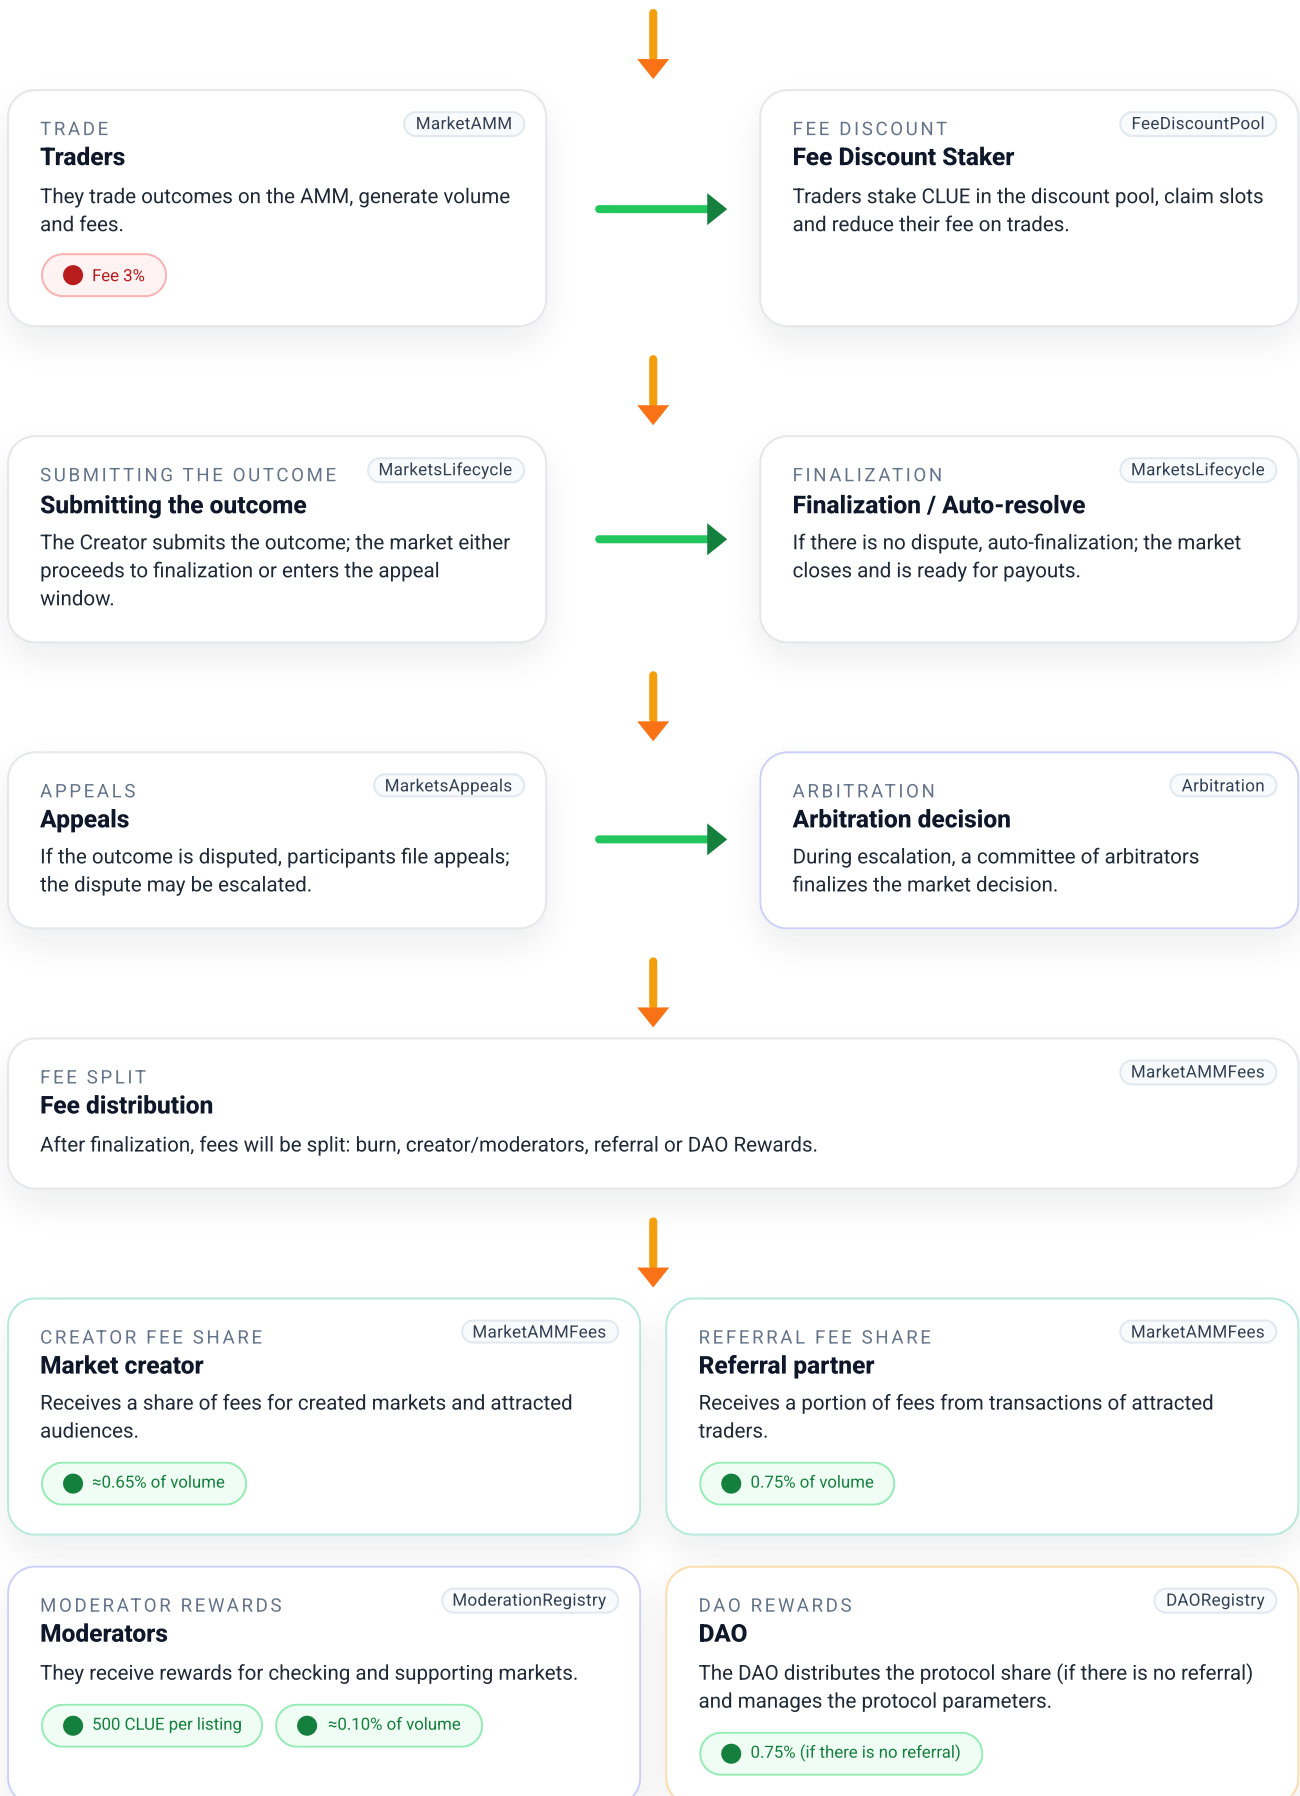 TRADE
MarketAMM
Traders
They trade outcomes on the AMM, generate volume
and fees.
Fee 3%
FEE DISCOUNT
FeeDiscountPool
Fee Discount Staker
Traders stake CLUE in the discount pool, claim slots
and reduce their fee on trades.
SUBMITTING THE OUTCOME
MarketsLifecycle
Submitting the outcome
The Creator submits the outcome; the market either
proceeds to finalization or enters the appeal
window.
FINALIZATION
MarketsLifecycle
Finalization / Auto-resolve
If there is no dispute, auto-finalization; the market
closes and is ready for payouts.
APPEALS
MarketsAppeals
Appeals
If the outcome is disputed, participants file appeals;
the dispute may be escalated.
ARBITRATION
Arbitration
Arbitration decision
During escalation, a committee of arbitrators
finalizes the market decision.
FEE SPLIT
MarketAMMFees
Fee distribution
After finalization, fees will be split: burn, creator/moderators, referral or DAO Rewards.
CREATOR FEE SHARE
MarketAMMFees
Market creator
Receives a share of fees for created markets and attracted
audiences.
≈0.65% of volume
REFERRAL FEE SHARE
MarketAMMFees
Referral partner
Receives a portion of fees from transactions of attracted
traders.
0.75% of volume
MODERATOR REWARDS
ModerationRegistry
Moderators
They receive rewards for checking and supporting markets.
500 CLUE per listing
≈0.10% of volume
DAO REWARDS
DAORegistry
DAO
The DAO distributes the protocol share (if there is no referral)
and manages the protocol parameters.
0.75% (if there is no referral)